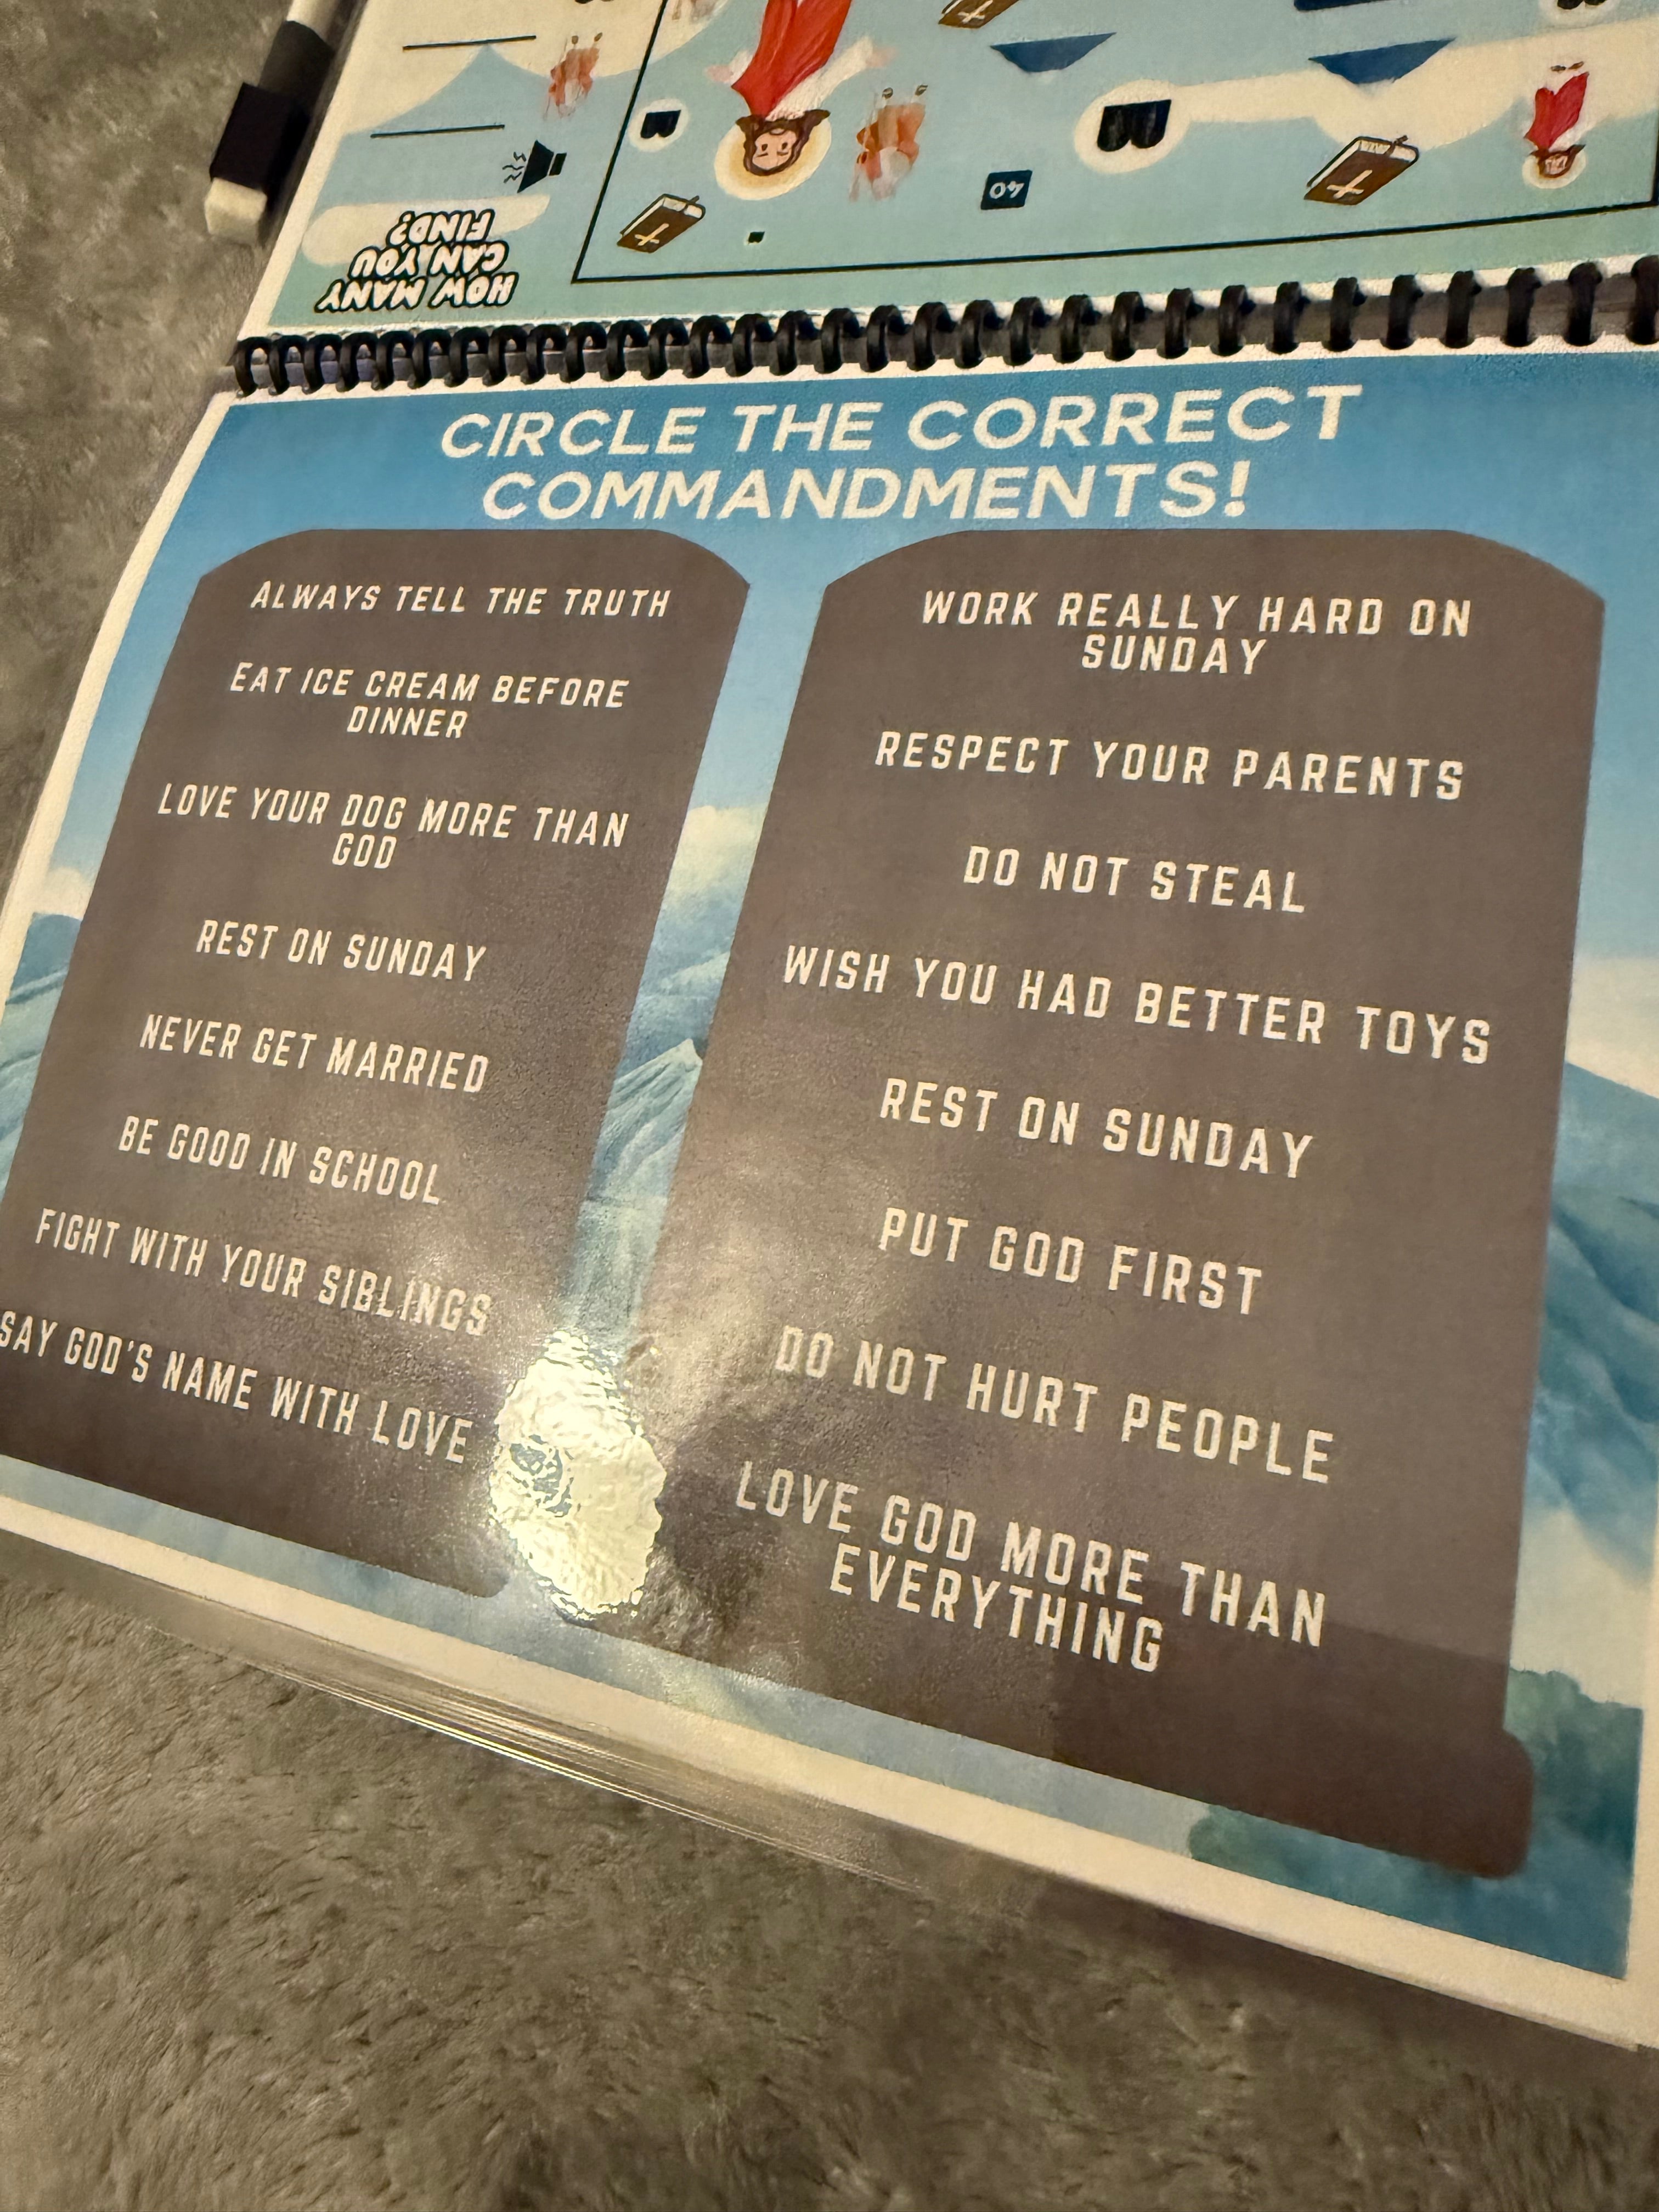 HOW MANY
CAN YOU
FIND?
40
CIRCLE THE CORRECT
COMMANDMENTS!
ALWAYS TELL THE TRUTH
EAT ICE CREAM BEFORE
DINNER
LOVE YOUR DOG MORE THAN
GOD
REST ON SUNDAY
NEVER GET MARRIED
BE GOOD IN SCHOOL
FIGHT WITH YOUR SIBLINGS
SAY GOD'S NAME WITH LOVE
WORK REALLY HARD ON
SUNDAY
RESPECT YOUR PARENTS
DO NOT STEAL
WISH YOU HAD BETTER TOYS
REST ON SUNDAY
PUT GOD FIRST
DO NOT HURT PEOPLE
LOVE GOD MORE THAN
EVERYTHING